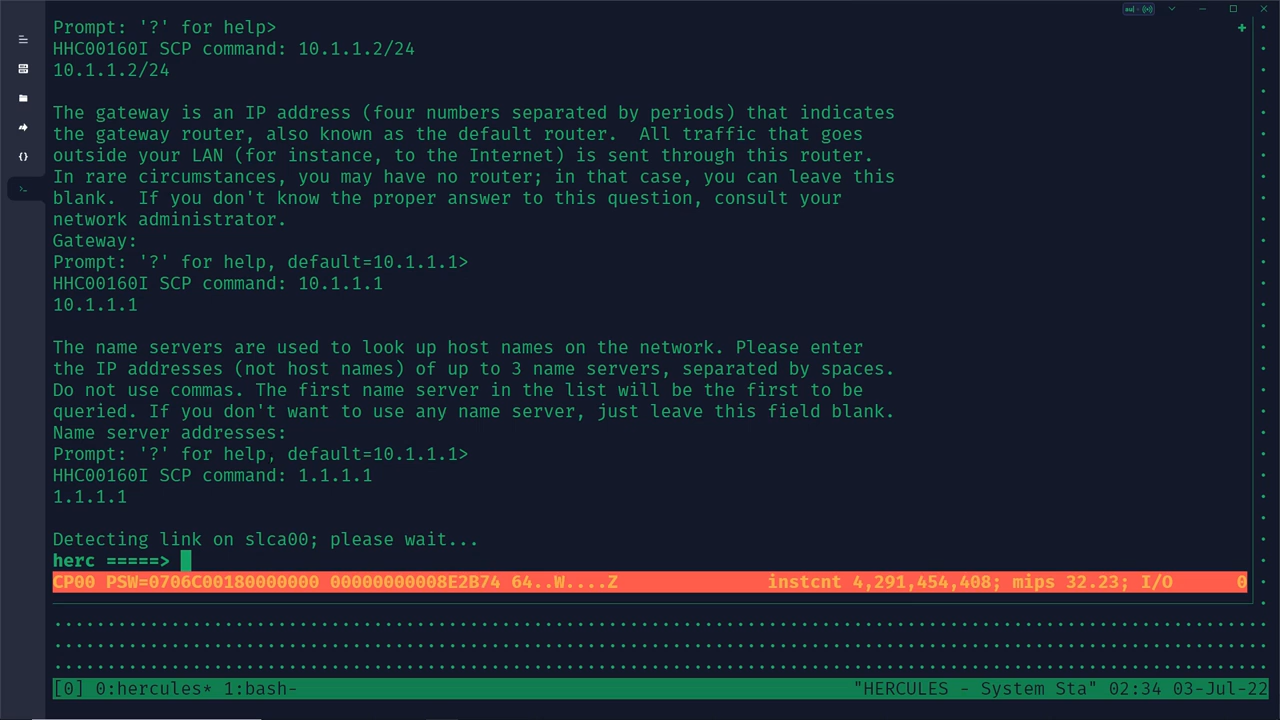 Prompt: '?' for help>
HHC00160I SCP command: 10.1.1.2/24
10.1.1.2/24
The gateway is an IP address (four numbers separated by periods) that indicates
the gateway router, also known as the default router.  All traffic that goes
outside your LAN (for instance, to the Internet) is sent through this router.
In rare circumstances, you may have no router; in that case, you can leave this
blank.  If you don't know the proper answer to this question, consult your
network administrator.
Gateway:
Prompt: '?' for help, default=10.1.1.1>
HHC00160I SCP command: 10.1.1.1
10.1.1.1
The name servers are used to look up host names on the network. Please enter
the IP addresses (not host names) of up to 3 name servers, separated by spaces.
Do not use commas. The first name server in the list will be the first to be
queried. If you don't want to use any name server, just leave this field blank.
Name server addresses:
Prompt: '?' for help, default=10.1.1.1>
HHC00160I SCP command: 1.1.1.1
1.1.1.1
Detecting link on slca00; please wait...
herc =====>
CP00 PSW=0706C00180000000 00000000008E2B74 64..W....Z instcnt 4,291,454,408; mips 32.23; I/O 0
[0] 0:hercules* 1:bash- "HERCULES - System Sta" 02:34 03-Jul-22